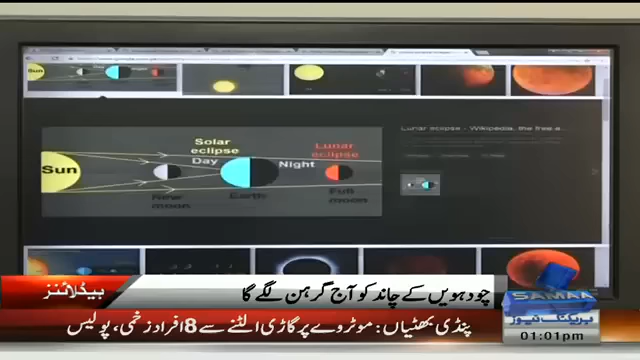 Lunar eclipse - Wikipedia, the free e...
Solar
eclipse
Lunar
eclipse
Sun
Day
Night
New
moon
Earth
Full
moon
ہیڈلائنز
چودہویں کے چاند کو آج گرہن لگے گا
پنڈی بھٹیاں: موٹروے پر گاڑی الٹنے سے 8 افراد زخمی، پولیس
SAMAA
بریکنگ نیوز
01:01pm